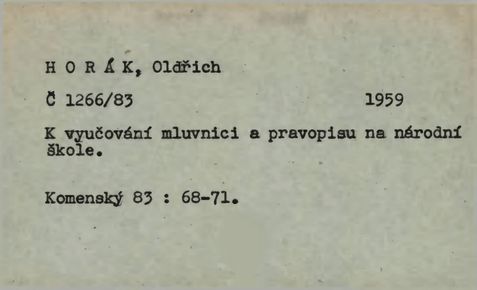 H O R Á K, Oldřich
Č 1266/83 1959
K vyučování mluvnici a pravopisu na národní
škole.
Komenský 83 : 68-71.